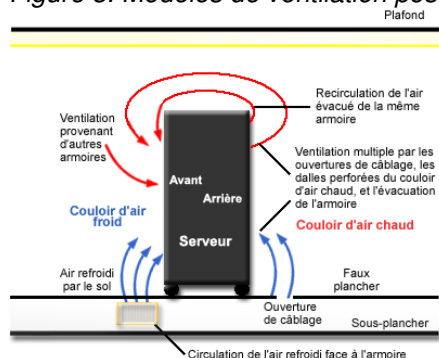 Figure 3. Modèles de ventilation pos
Plafond
Recirculation de l'air
évacué de la même
armoire
Ventilation
provenant
d'autres
armoires
Ventilation multiple par les
ouvertures de câblage, les
dalles perforées du couloir
d'air chaud, et l'évacuation
de l'armoire
Avant
Arrière
Couloir d'air
froid
Couloir d'air chaud
Serveur
Air refroidi
par le sol
Faux
plancher
Ouverture
de câblage
Sous-plancher
Circulation de l'air refroidi face à l'armoire